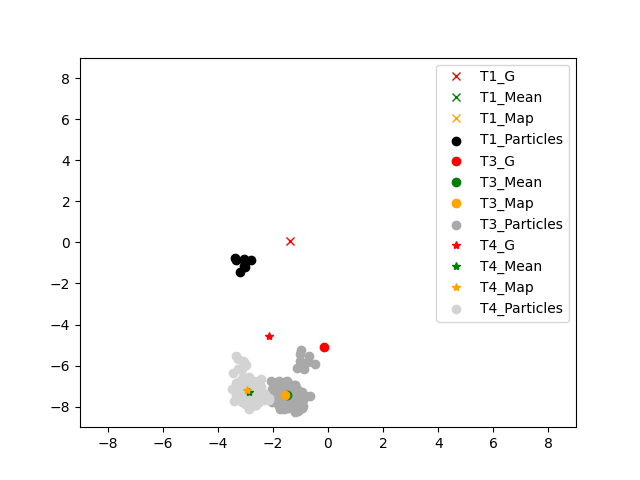 8
6
4
2
0
−2
−4
−6
−8
−8
−6
−4
−2
0
2
4
6
8
T1_G
T1_Mean
T1_Map
T1_Particles
T3_G
T3_Mean
T3_Map
T3_Particles
T4_G
T4_Mean
T4_Map
T4_Particles